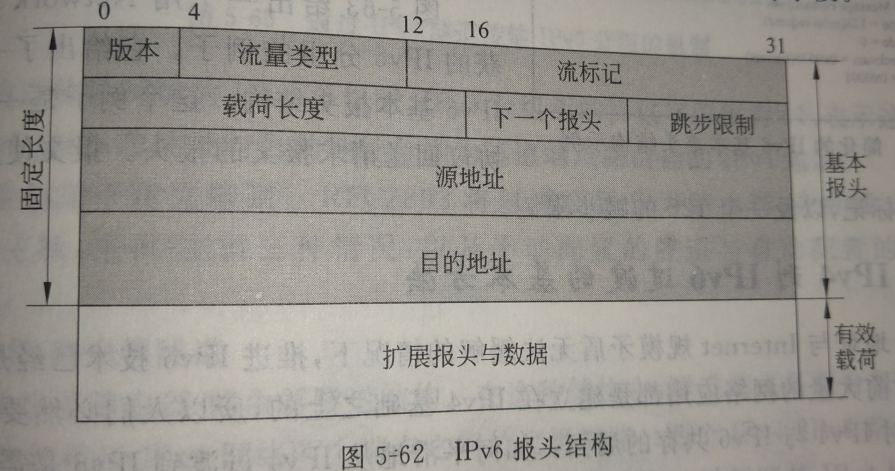 0 4 12 16 31
版本 流量类型 流标记
载荷长度 下一个报头 跳步限制
源地址
目的地址
扩展报头与数据
固定长度
基本
报头
有效
载荷
图 5-62 IPv6 报头结构